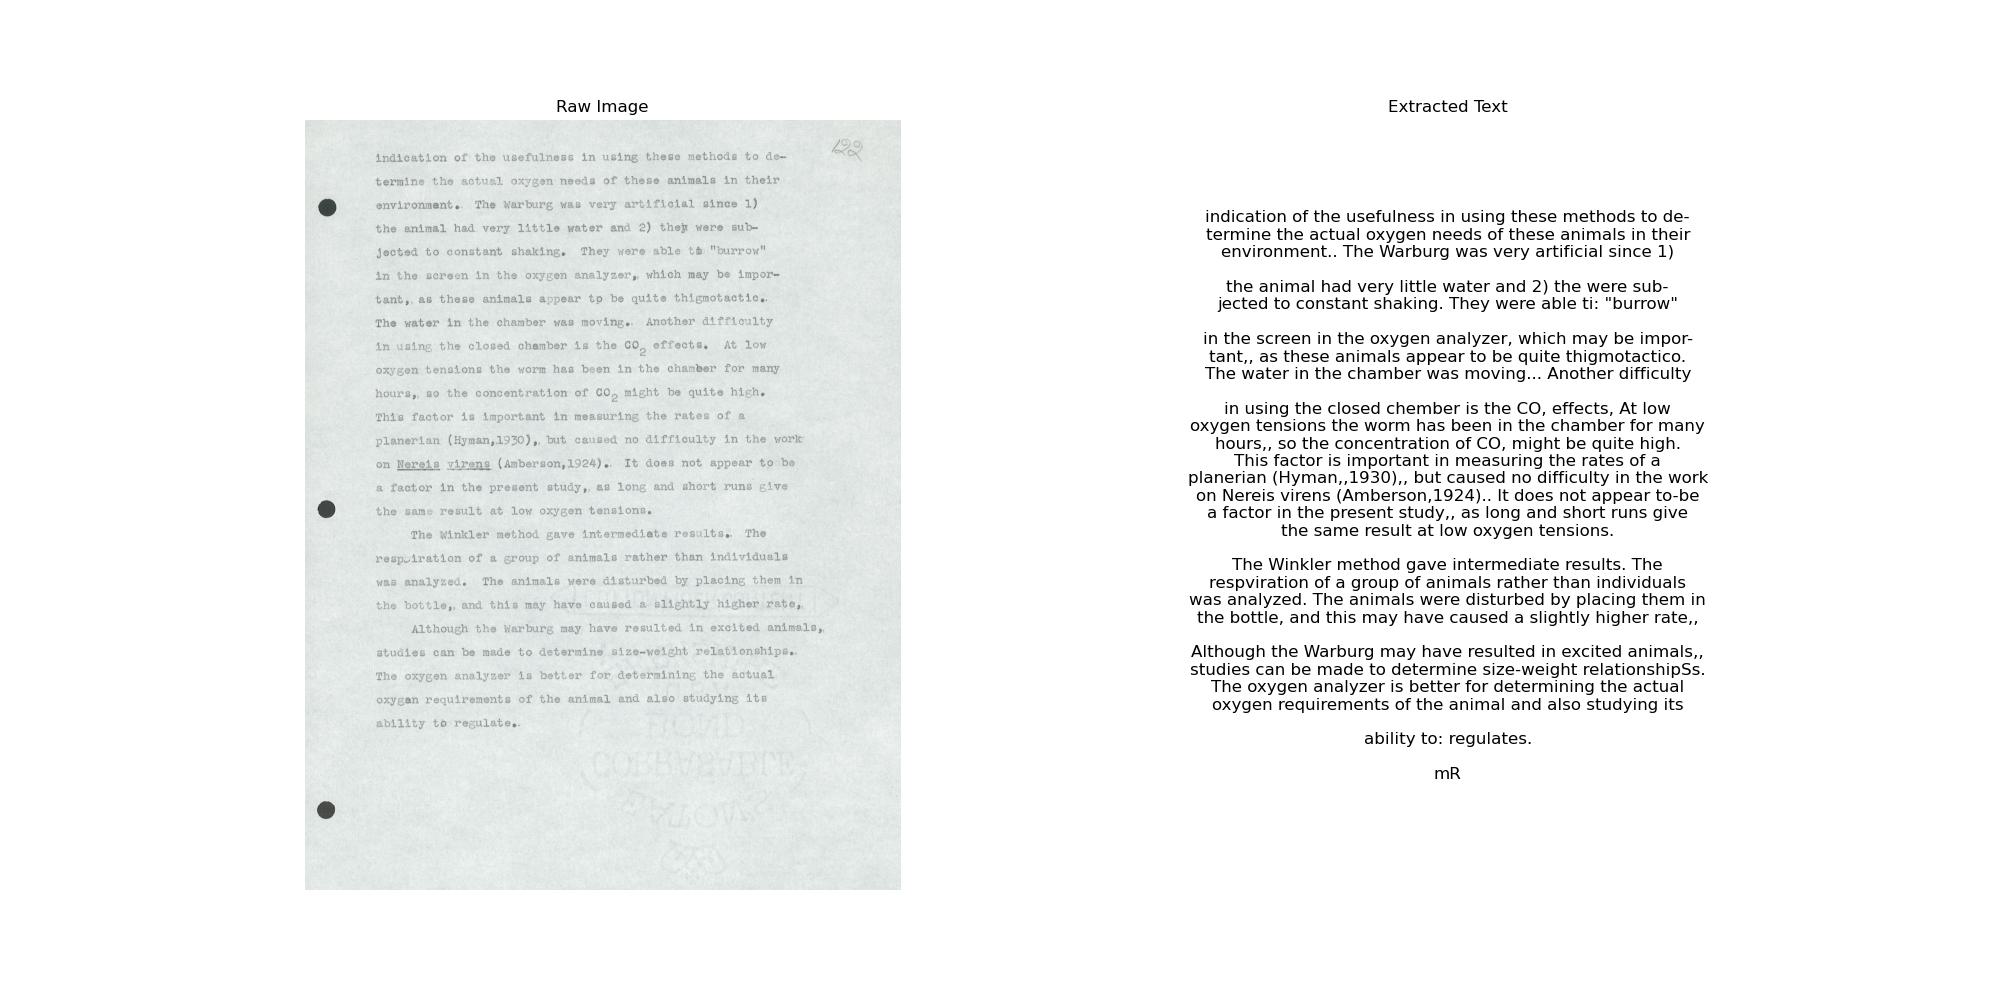 Raw Image
122
indication of the usefulness in using these methods to de-
termine the actual oxygen needs of these animals in their
environment. The Warburg was very artificial since 1)
the animal had very little water and 2) they were sub-
jected to constant shaking. They were able to "burrow"
in the screen in the oxygen analyzer, which may be impor-
tant, as these animals appear to be quite thigmotactic.
The water in the chamber was moving. Another difficulty
in using the closed chamber is the CO2 effects. At low
oxygen tensions the worm has been in the chamber for many
hours, so the concentration of CO2 might be quite high.
This factor is important in measuring the rates of a
planerian (Hyman,1930), but caused no difficulty in the work
on Nereis virens (Amberson,1924). It does not appear to be
a factor in the present study, as long and short runs give
the same result at low oxygen tensions.
The Winkler method gave intermediate results. The
respiration of a group of animals rather than individuals
was analyzed. The animals were disturbed by placing them in
the bottle, and this may have caused a slightly higher rate,
Although the Warburg may have resulted in excited animals,
studies can be made to determine size-weight relationships.
The oxygen analyzer is better for determining the actual
oxygen requirements of the animal and also studying its
ability to regulate.
BOND
CORRASABLE
EATON'S
Extracted Text
indication of the usefulness in using these methods to de-
termine the actual oxygen needs of these animals in their
environment.. The Warburg was very artificial since 1)
the animal had very little water and 2) the were sub-
jected to constant shaking. They were able ti: "burrow"
in the screen in the oxygen analyzer, which may be impor-
tant,, as these animals appear to be quite thigmotactico.
The water in the chamber was moving... Another difficulty
in using the closed chember is the CO, effects, At low
oxygen tensions the worm has been in the chamber for many
hours,, so the concentration of CO, might be quite high.
This factor is important in measuring the rates of a
planerian (Hyman,,1930),, but caused no difficulty in the work
on Nereis virens (Amberson,1924).. It does not appear to-be
a factor in the present study,, as long and short runs give
the same result at low oxygen tensions.
The Winkler method gave intermediate results. The
respviration of a group of animals rather than individuals
was analyzed. The animals were disturbed by placing them in
the bottle, and this may have caused a slightly higher rate,,
Although the Warburg may have resulted in excited animals,,
studies can be made to determine size-weight relationshipSs.
The oxygen analyzer is better for determining the actual
oxygen requirements of the animal and also studying its
ability to: regulates.
mR